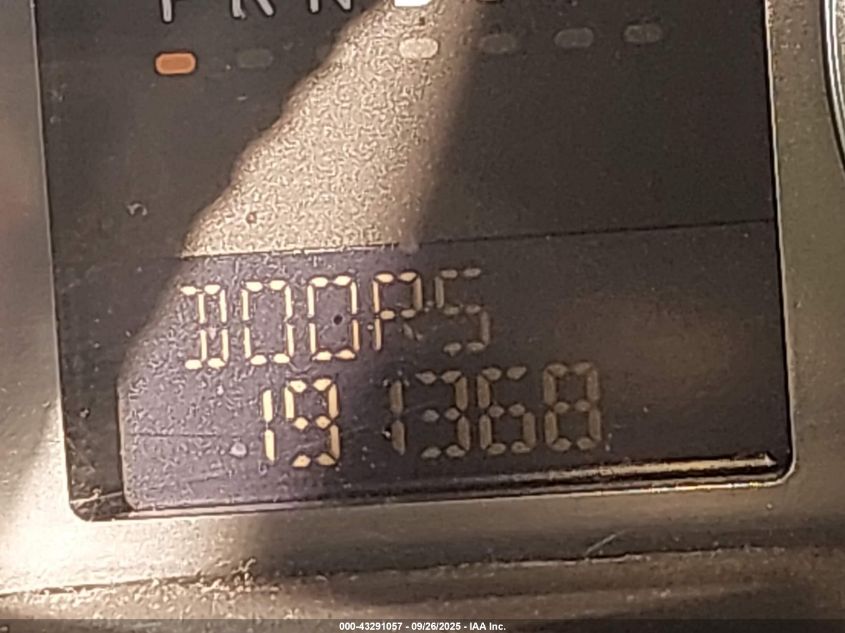 P R N D
DOORS
191368
000-43291057 - 09/26/2025 - IAA Inc.